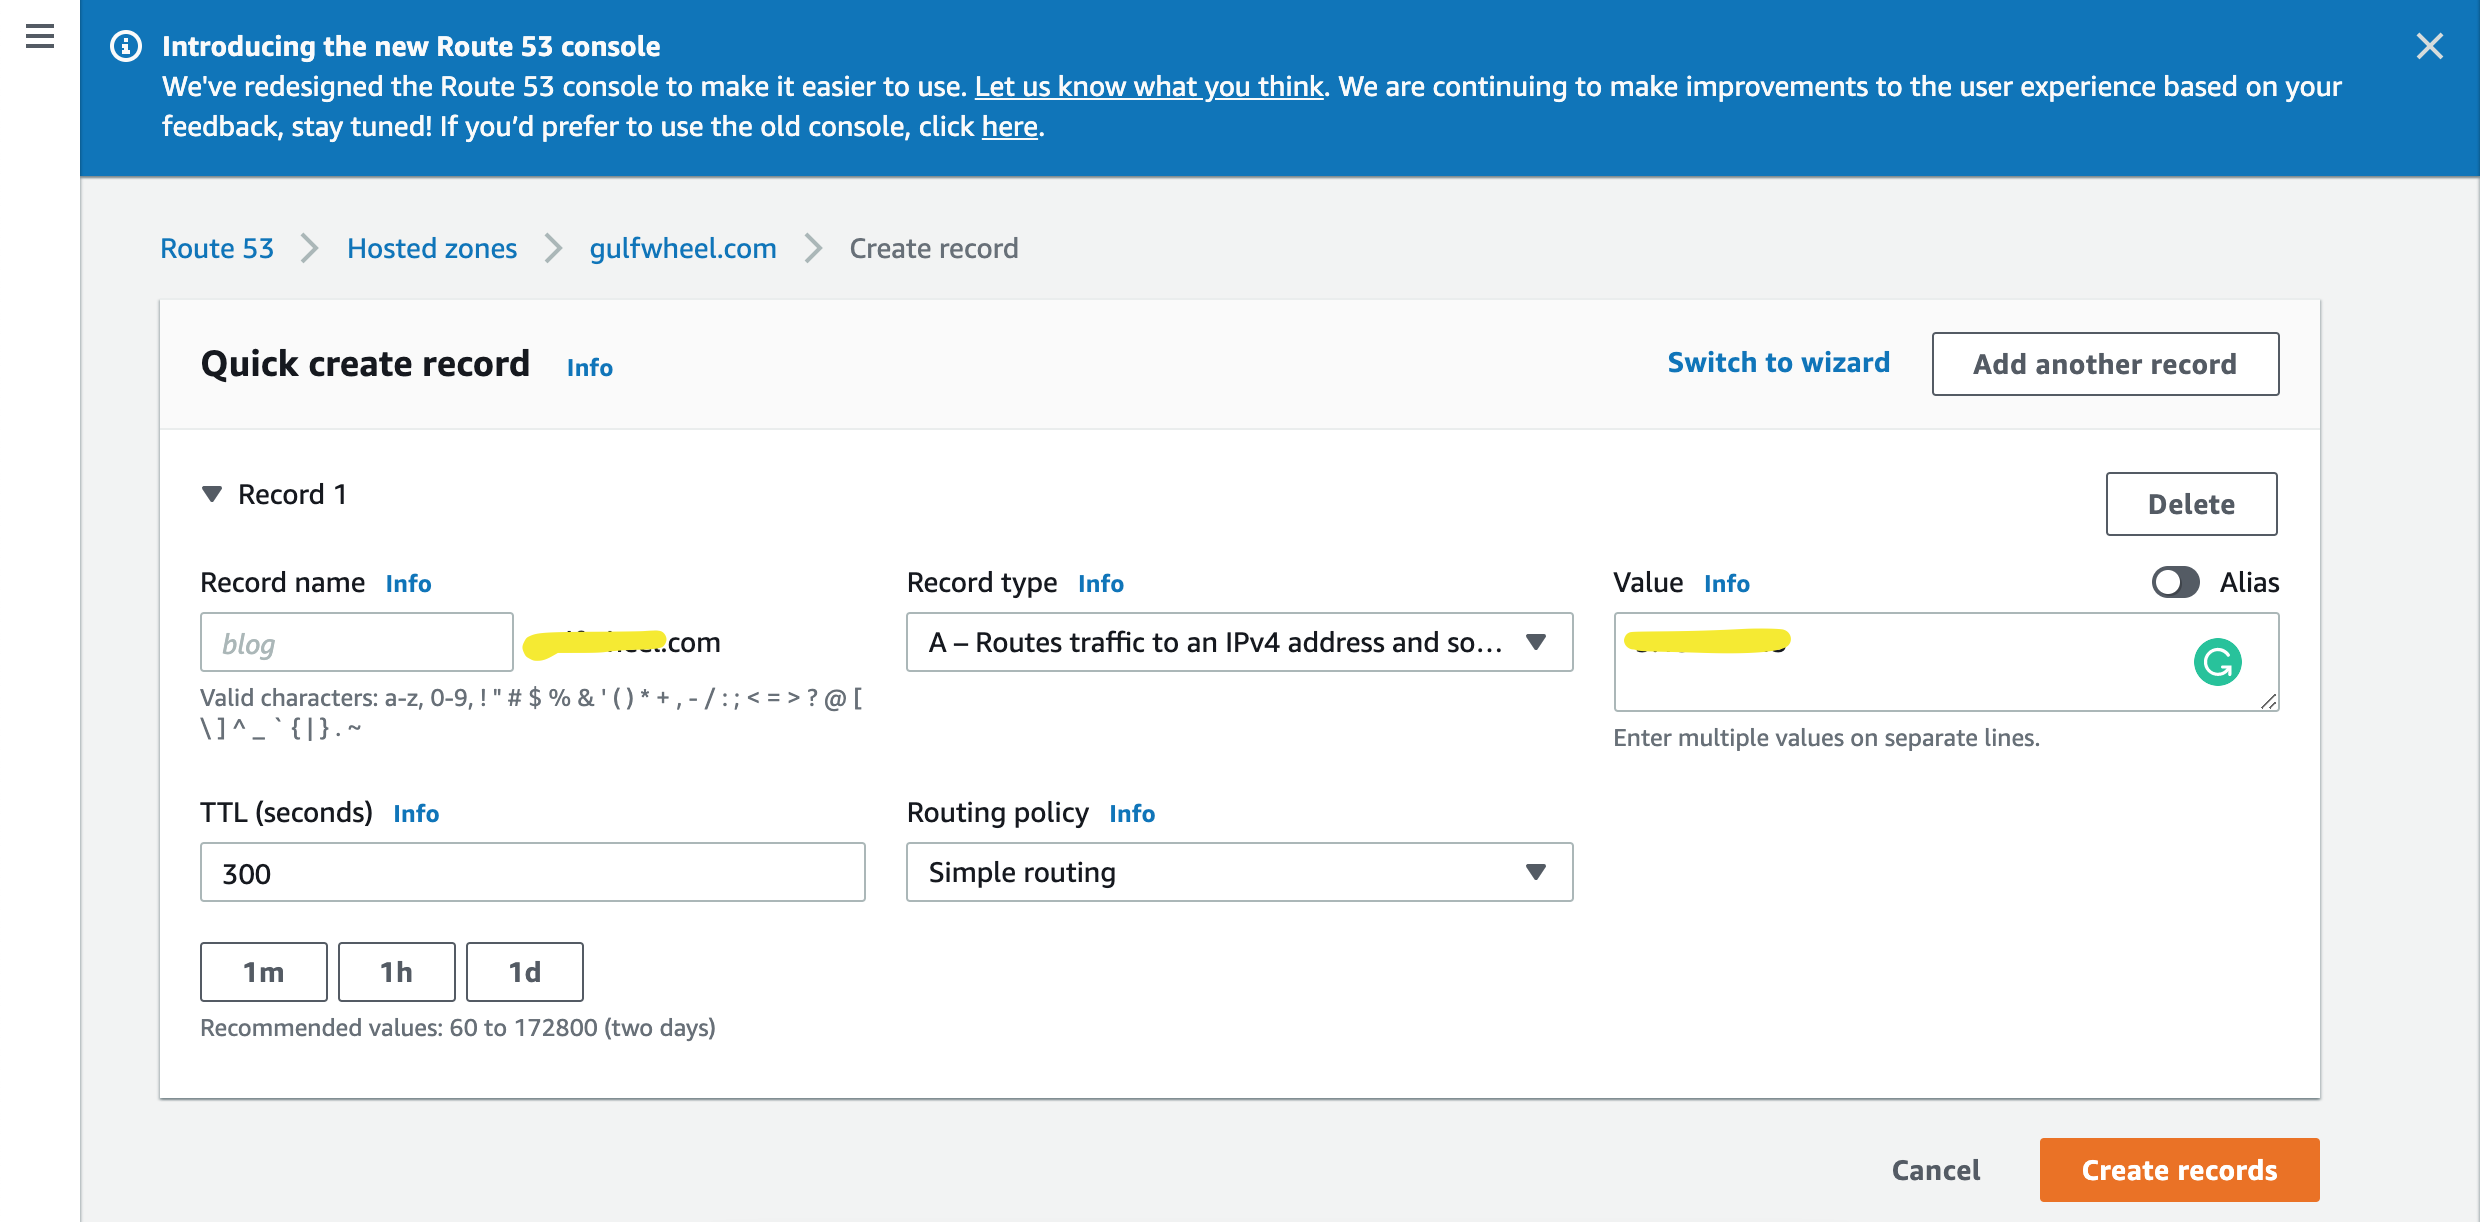 Introducing the new Route 53 console
We've redesigned the Route 53 console to make it easier to use. Let us know what you think. We are continuing to make improvements to the user experience based on your
feedback, stay tuned! If you’d prefer to use the old console, click here.
Route 53 > Hosted zones > gulfwheel.com > Create record
Quick create record Info
Switch to wizard
Add another record
Record 1
Delete
Record name Info
blog
.com
Valid characters: a-z, 0-9, ! " # $ % & ' ( ) * + , - / : ; < = > ? @ [
\ ] ^ _ ` { | } . ~
Record type Info
A – Routes traffic to an IPv4 address and so...
Value Info
Alias
Enter multiple values on separate lines.
TTL (seconds) Info
300
Routing policy Info
Simple routing
1m 1h 1d
Recommended values: 60 to 172800 (two days)
Cancel
Create records